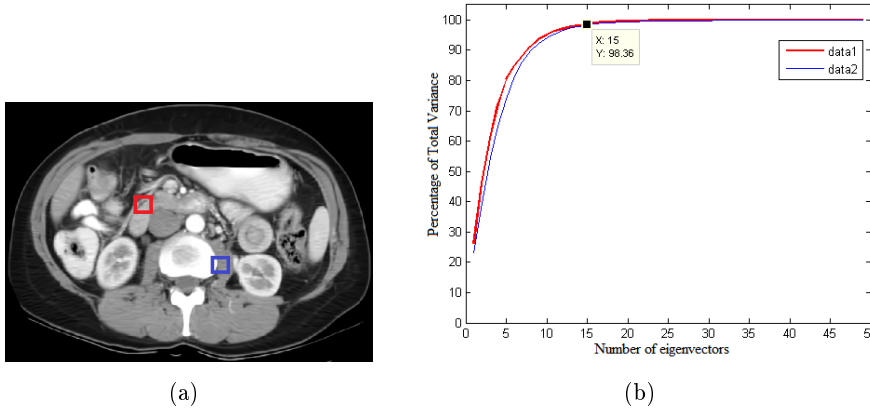 Percentage of Total Variance
100
90
80
70
60
50
40
30
20
10
0
X: 15
Y: 98.36
data1
data2
0 5 10 15 20 25 30 35 40 45
Number of eigenvectors
(a)
(b)